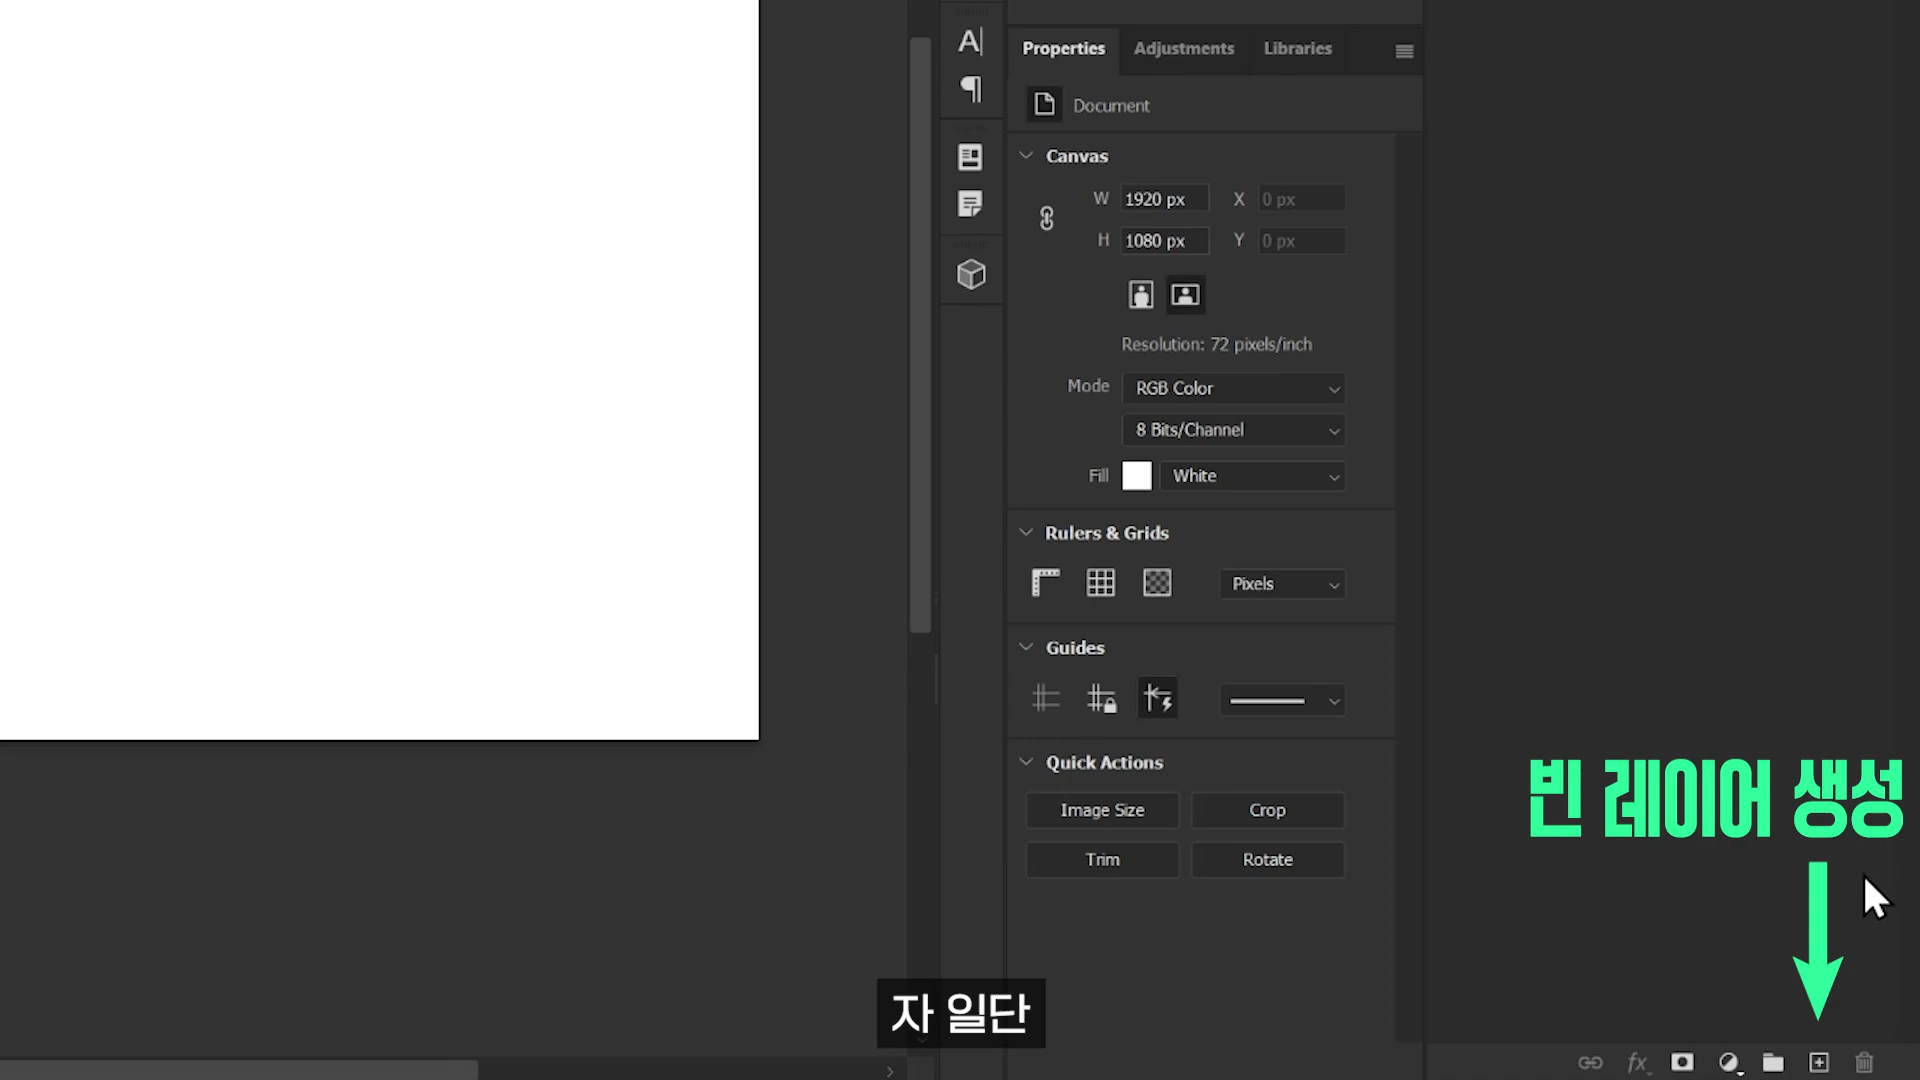 A|
Properties Adjustments Libraries
Document
Canvas
W 1920 px X 0 px
H 1080 px Y 0 px
Resolution: 72 pixels/inch
Mode RGB Color
8 Bits/Channel
Fill White
Rulers & Grids
Pixels
Guides
Quick Actions
Image Size Crop
Trim Rotate
빈 레이어 생성
자 일단
fx